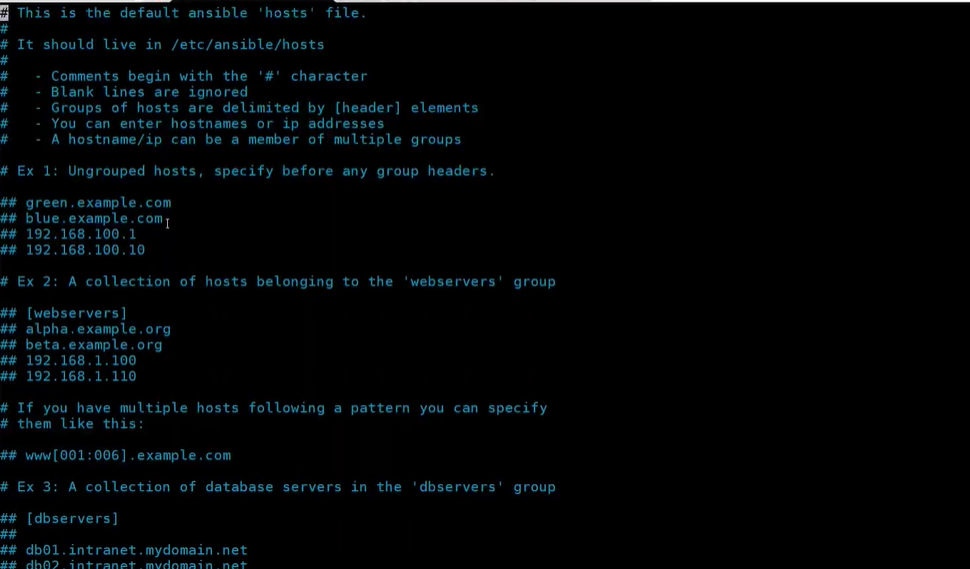 # This is the default ansible 'hosts' file.
#
# It should live in /etc/ansible/hosts
#
#   - Comments begin with the '#' character
#   - Blank lines are ignored
#   - Groups of hosts are delimited by [header] elements
#   - You can enter hostnames or ip addresses
#   - A hostname/ip can be a member of multiple groups
# Ex 1: Ungrouped hosts, specify before any group headers.
## green.example.com
## blue.example.com
## 192.168.100.1
## 192.168.100.10
# Ex 2: A collection of hosts belonging to the 'webservers' group
## [webservers]
## alpha.example.org
## beta.example.org
## 192.168.1.100
## 192.168.1.110
# If you have multiple hosts following a pattern you can specify
# them like this:
## www[001:006].example.com
# Ex 3: A collection of database servers in the 'dbservers' group
## [dbservers]
##
## db01.intranet.mydomain.net
## db02.intranet.mydomain.net